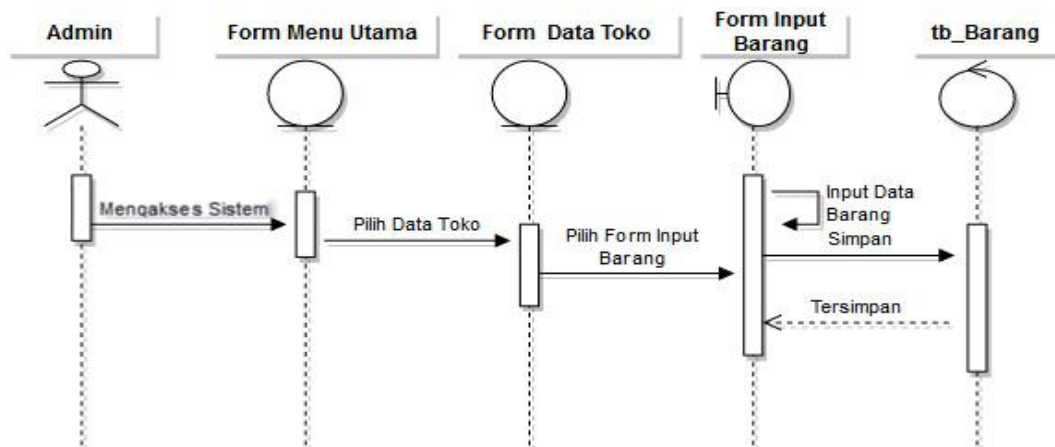 Admin
Form Menu Utama
Form Data Toko
Form Input
Barang
tb_Barang
Mengakses Sistem
Pilih Data Toko
Pilih Form Input
Barang
Input Data
Barang
Simpan
Tersimpan